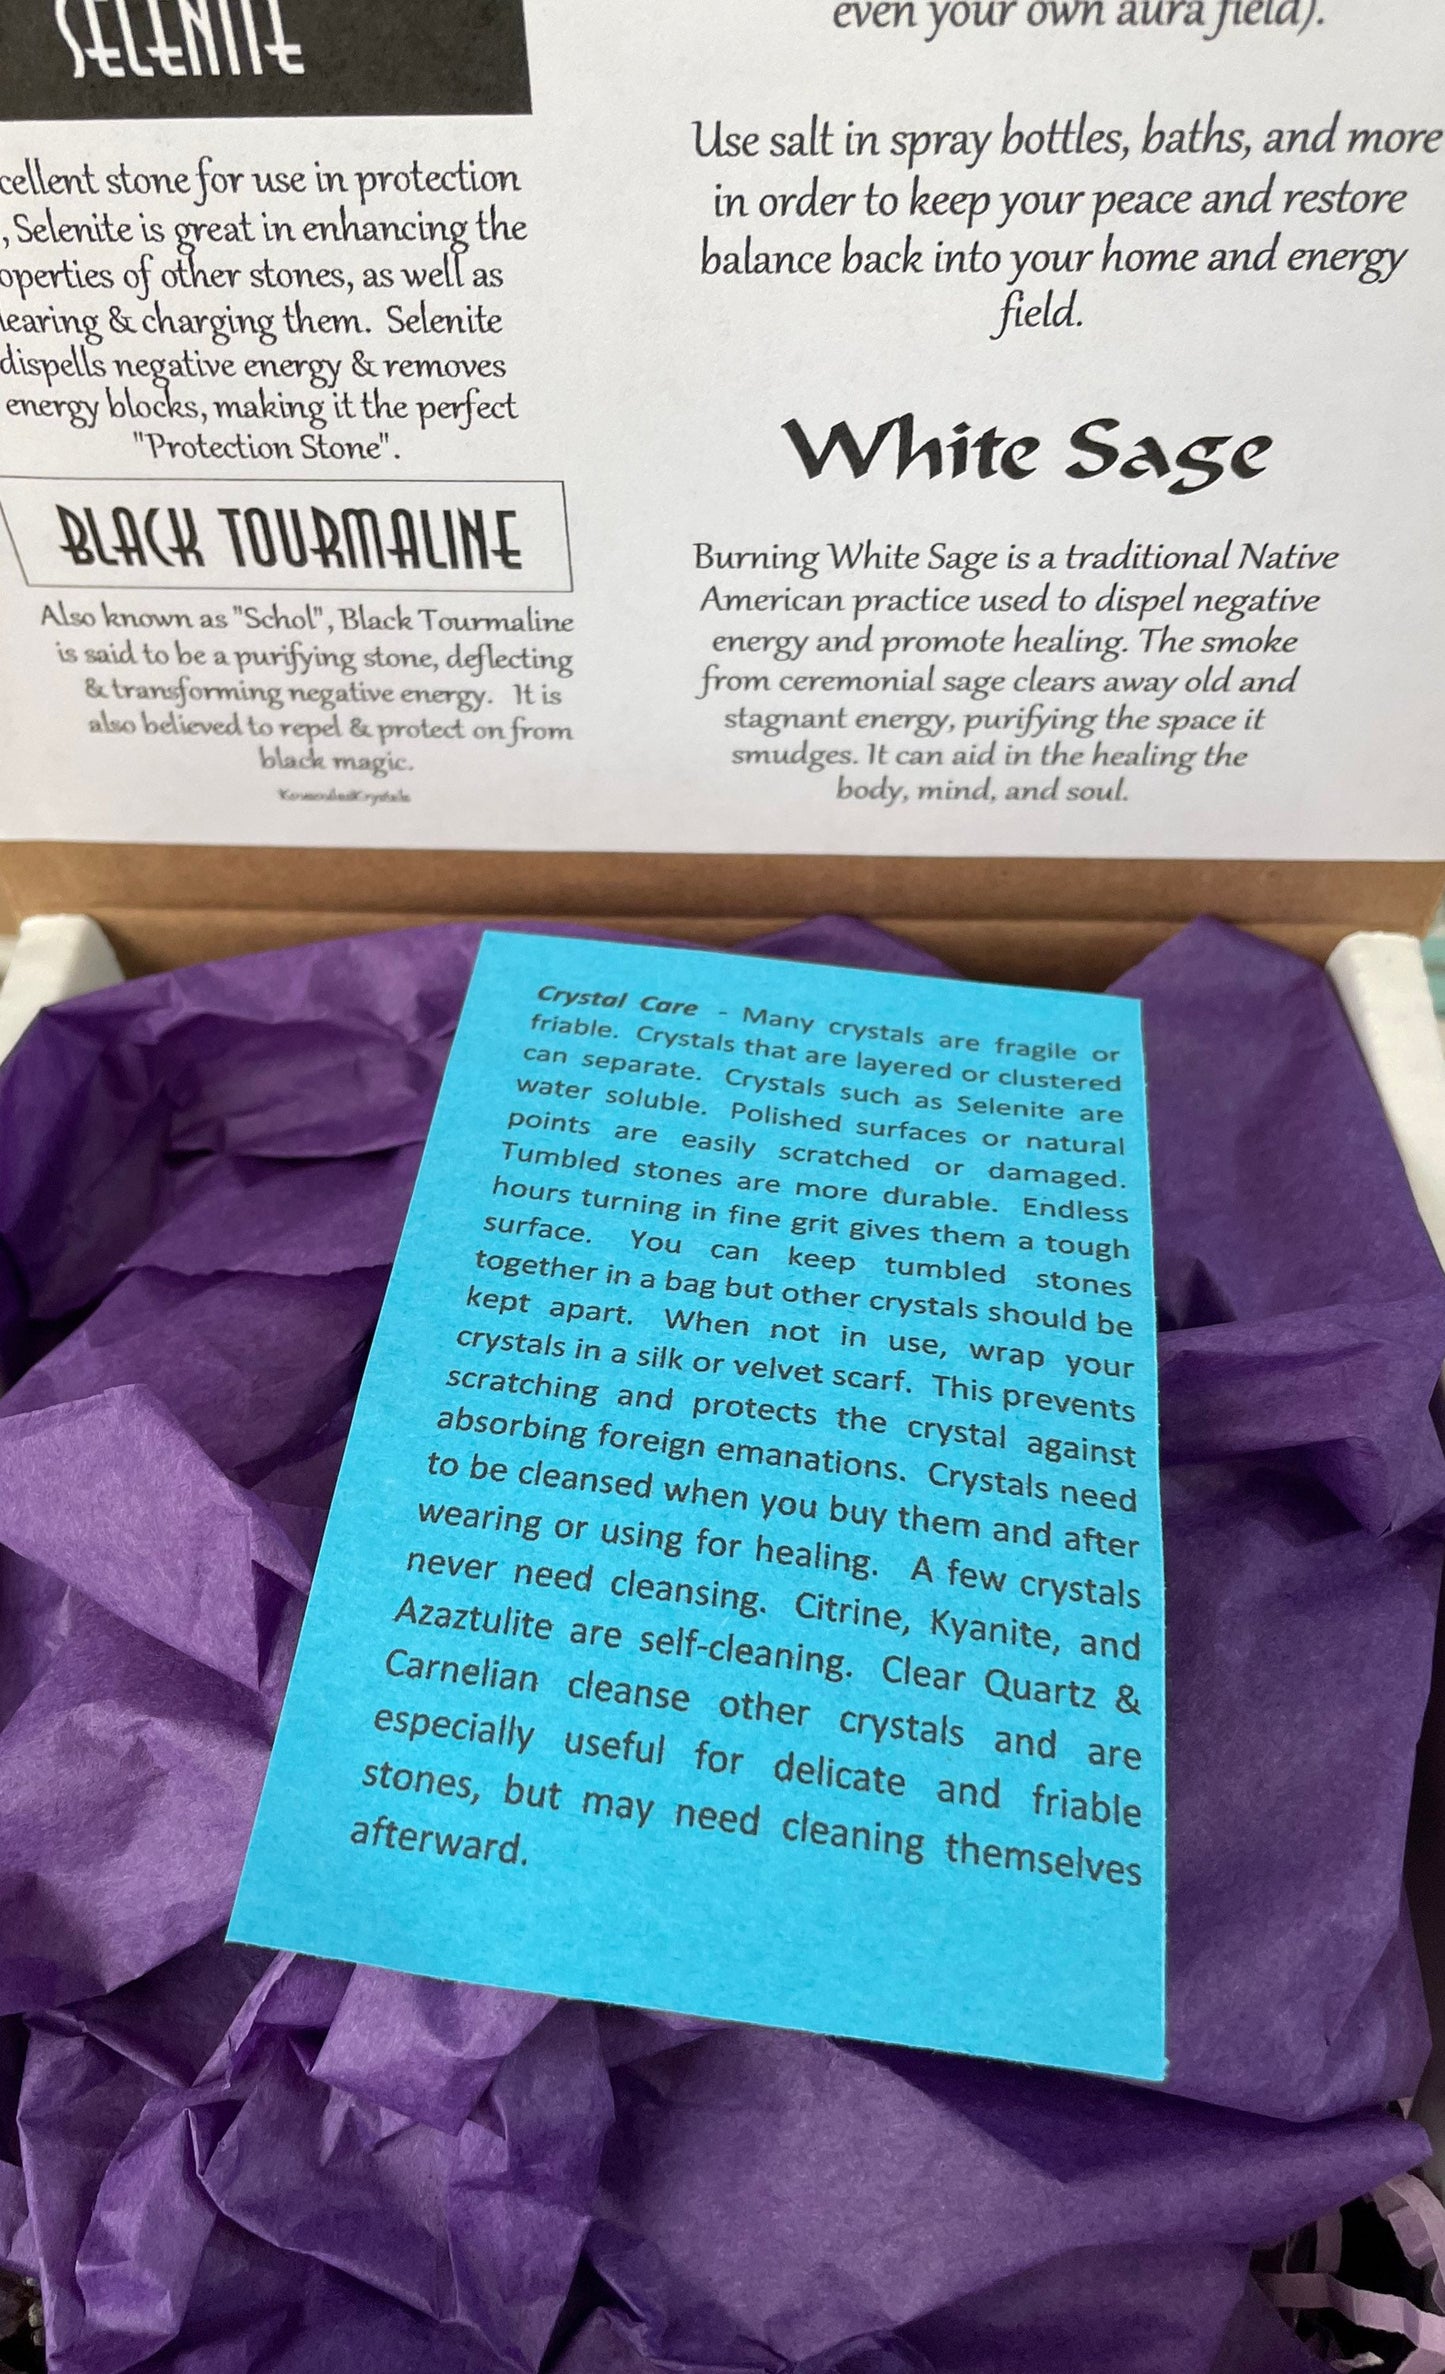 SELENITE
cellent stone for use in protection
, Selenite is great in enhancing the
operties of other stones, as well as
learing & charging them. Selenite
dispells negative energy & removes
energy blocks, making it the perfect
"Protection Stone".
BLACK TOURMALINE
Also known as "Schol", Black Tourmaline
is said to be a purifying stone, deflecting
& transforming negative energy. It is
also believed to repel & protect on from
black magic.
even your own aura field).
Use salt in spray bottles, baths, and more
in order to keep your peace and restore
balance back into your home and energy
field.
White Sage
Burning White Sage is a traditional Native
American practice used to dispel negative
energy and promote healing. The smoke
from ceremonial sage clears away old and
stagnant energy, purifying the space it
smudges. It can aid in the healing the
body, mind, and soul.
Crystal Care - Many crystals are fragile or
friable. Crystals that are layered or clustered
can separate. Crystals such as Selenite are
water soluble. Polished surfaces or natural
points are easily scratched or damaged.
Tumbled stones are more durable. Endless
hours turning in fine grit gives them a tough
surface. You can keep tumbled stones
together in a bag but other crystals should be
kept apart. When not in use, wrap your
crystals in a silk or velvet scarf. This prevents
scratching and protects the crystal against
absorbing foreign emanations. Crystals need
to be cleansed when you buy them and after
wearing or using for healing. A few crystals
never need cleansing. Citrine, Kyanite, and
Azaztulite are self-cleaning. Clear Quartz &
Carnelian cleanse other crystals and are
especially useful for delicate and friable
stones, but may need cleaning themselves
afterward.